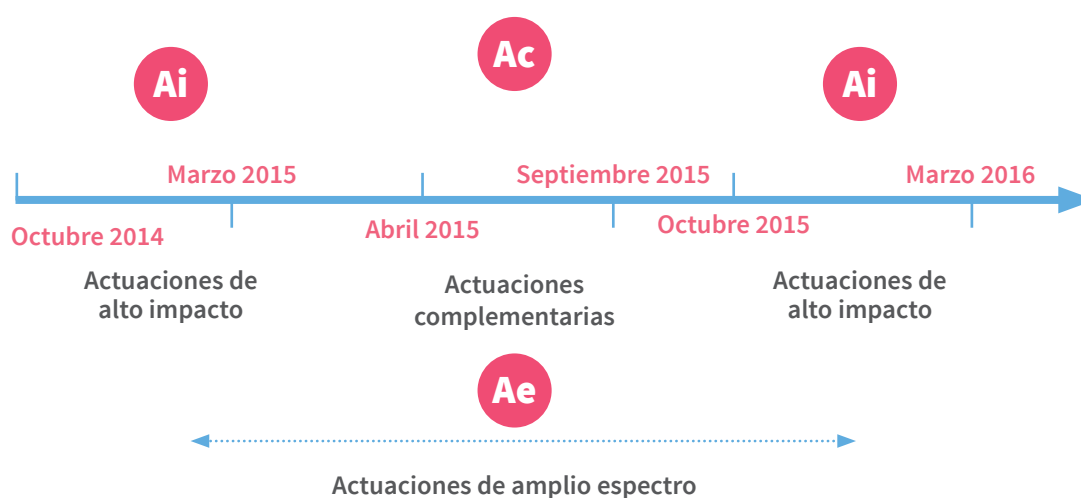 Ac
Ai
Ai
Marzo 2015
Septiembre 2015
Marzo 2016
Octubre 2014
Abril 2015
Octubre 2015
Actuaciones de
alto impacto
Actuaciones
complementarias
Actuaciones de
alto impacto
Ae
Actuaciones de amplio espectro